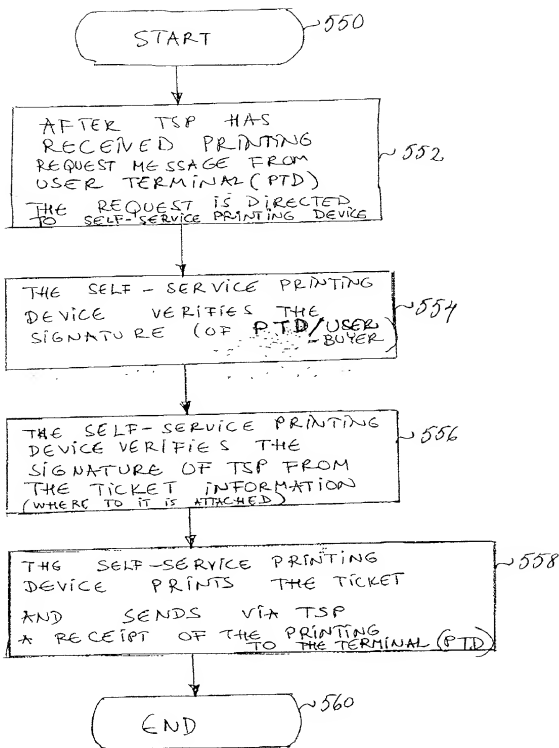 START
550
AFTER TSP HAS
RECEIVED PRINTING
REQUEST MESSAGE FROM
USER TERMINAL (PTD)
THE REQUEST IS DIRECTED
TO SELF-SERVICE PRINTING DEVICE
552
THE SELF-SERVICE PRINTING
DEVICE VERIFIES THE
SIGNATURE (OF PTD/USER
-BUYER)
554
THE SELF-SERVICE PRINTING
DEVICE VERIFIES THE
SIGNATURE OF TSP FROM
THE TICKET INFORMATION
(WHERE TO IT IS ATTACHED)
556
THE SELF-SERVICE PRINTING
DEVICE PRINTS THE TICKET
AND SENDS VIA TSP
A RECEIPT OF THE PRINTING
TO THE TERMINAL (PTD)
558
END
560